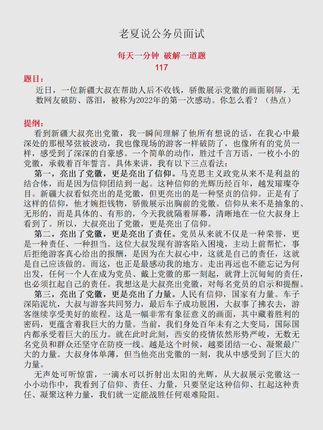 老夏说公务员面试
每天一分钟 破解一道题
117
题目：
近日，一位新疆大叔在帮助人后不收钱，骄傲展示党徽的画面刷屏，无
数网友破防、落泪，被称为2022年的第一次感动。你怎么看？（热点）
提纲：
看到新疆大叔亮出党徽，我一瞬间理解了他所有想说的话，在我心中最
深处的那根琴弦被波动，我也像现场的游客一样破防了，也像所有的党员一
样，感受到了深深的自豪感。一个简单的动作，胜过千言万语，一枚小小的
党徽，承载着百年誓言。具体来讲，我有以下三点看法：
第一，亮出了党徽，更是亮出了信仰。马克思主义政党从来不是利益的
结合体，而是因为信仰团结到一起。这种信仰的光辉历经百年，越发璀璨夺
目。新疆大叔看似亮出的是党徽，但更亮出的是一种坚贞的信仰。正是有了
这样的信仰，他才婉拒钱物，骄傲展示出胸前的党徽。信仰从来不是抽象的、
无形的，而是具体的、有形的，今天我就隔着屏幕，清晰地在一位大叔身上
看到了。所以，大叔亮出了党徽，更是亮出了信仰。
第二，亮出了党徽，更是亮出了责任。党员从来就不仅是一种荣誉，更
是一种责任、一种担当。这位大叔发现有游客陷入困境，主动上前帮忙，事
后拒绝游客真心给出的报酬，是因为在大叔心中，这就是自己的责任，这就
是自己应该做的。而这，也正是最感动我的地方。走出再远也不能忘记为何
出发，任何一个人在成为党员、戴上党徽的那一刻起，就背上沉甸甸的责任，
也必须扛起自己的责任。我想这是大叔亮出党徽，对每名党员的启示和提醒。
第三，亮出了党徽，更是亮出了力量。人民有信仰，国家有力量。车子
深陷泥坑，大叔与游客共同努力，最后车子成功脱困，大叔事了拂衣去，游
客继续享受美好的旅程。这是一幅非常有象征意义的画面，其中藏着胜利的
密码，更蕴含着我巨大的力量。当前，我们身处百年未有之大变局，国际国
内都承受着巨大的压力。就在此时此刻，西安的疫情依然形势严峻，无数无
名党员和群众还坚守在防疫一线。越是这个时候，越要团结一心、凝聚最广
大的力量。大叔身体单薄，但当他亮出党徽的一刻，我从中感受到了巨大的
力量。
无声处可听惊雷，一滴水可以折射出太阳的光辉，从大叔展示党徽这一
小小动作中，我看到了信仰、责任、力量。只要坚定这种信仰、扛起这种责
任、凝聚这种力量，我们就一定能战胜任何艰难险阻。